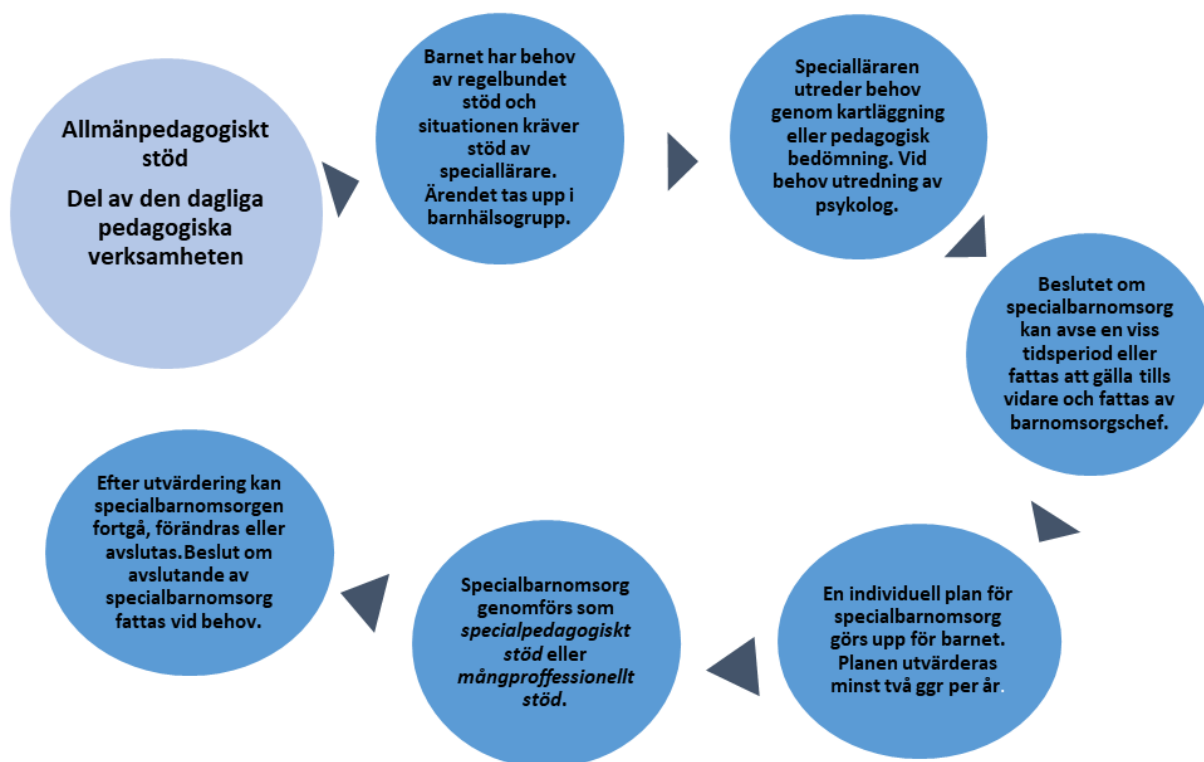 Allmänpedagogiskt
stöd
Del av den dagliga
pedagogiska
verksamheten
Barnet har behov
av regelbundet
stöd och
situationen kräver
stöd av
speciallärare.
Ärendet tas upp i
barnhälsogrupp.
Specialläraren
utreder behov
genom kartläggning
eller pedagogisk
bedömning. Vid
behov utredning av
psykolog.
Beslutet om
specialbarnomsorg
kan avse en viss
tidsperiod eller
fattas att gälla tills
vidare och fattas av
barnomsorgschef.
En individuell plan för
specialbarnomsorg
görs upp för barnet.
Planen utvärderas
minst två ggr per år.
Specialbarnomsorg
genomförs som
specialpedagogiskt
stöd eller
mångproffessionellt
stöd.
Efter utvärdering kan
specialbarnomsorgen
fortgå, förändras eller
avslutas.Beslut om
avslutande av
specialbarnomsorg
fattas vid behov.